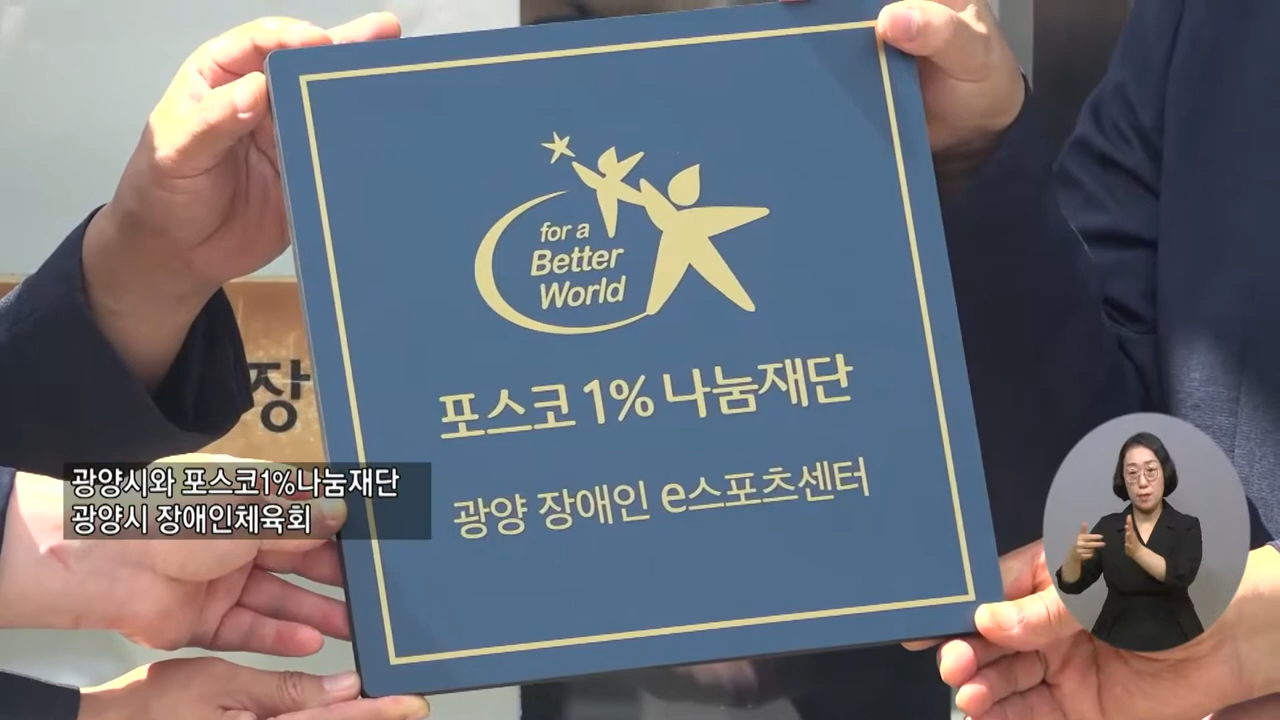 for a
Better
World
포스코 1% 나눔재단
광양 장애인 e스포츠센터
장
광양시와 포스코1%나눔재단
광양시 장애인체육회